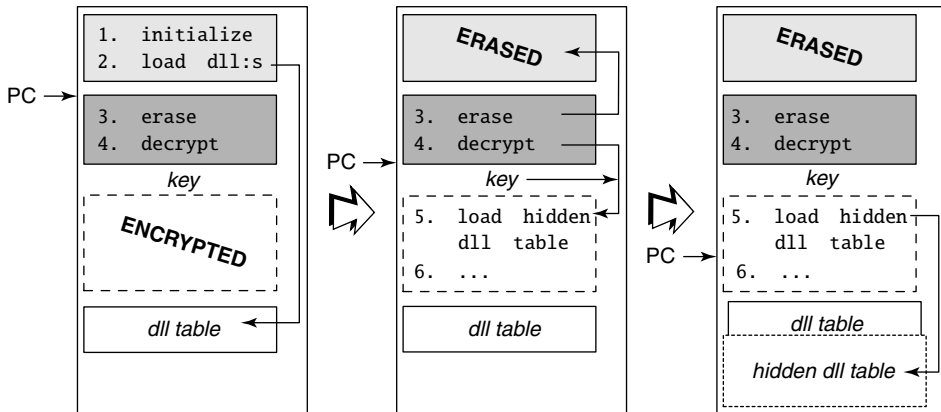 1. initialize
2. load dll:s
PC
3. erase
4. decrypt
key
ENCRYPTED
dll table
ERASED
3. erase
4. decrypt
PC
key
5. load hidden
dll table
6. ...
dll table
ERASED
3. erase
4. decrypt
key
5. load hidden
dll table
PC
6. ...
dll table
hidden dll table